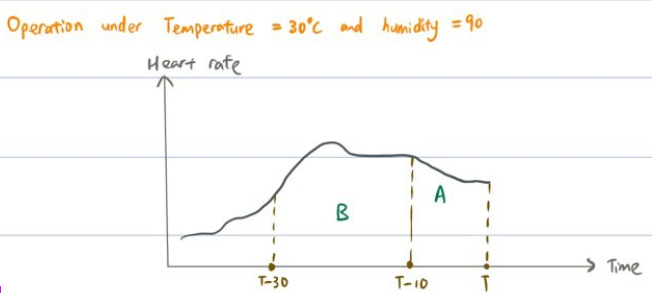 Operation under Temperature = 30°C and humidity = 90
Heart rate
A
B
Time
T-30
T-10
T